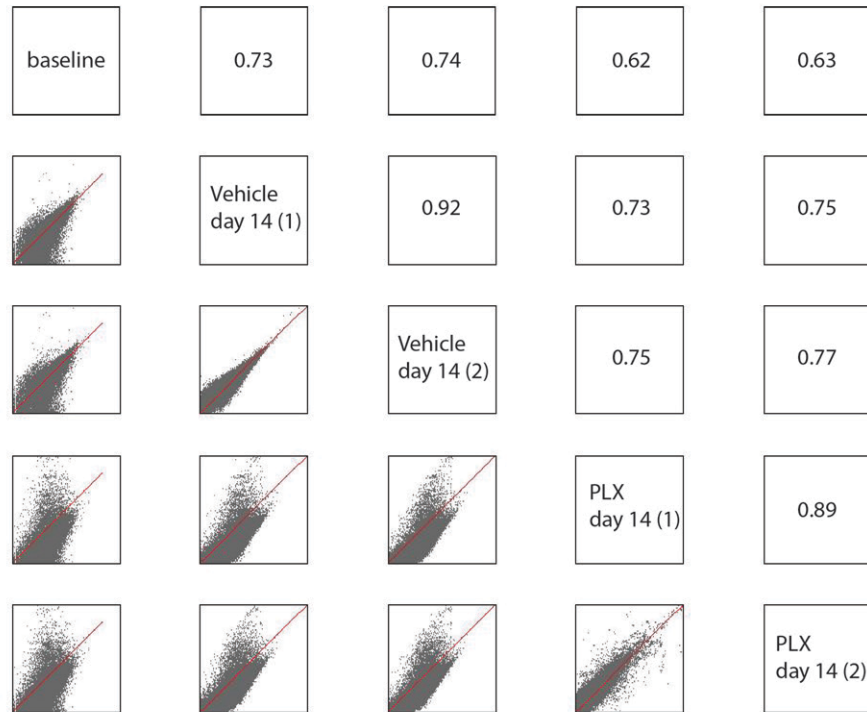 baseline
0.73
0.74
0.62
0.63
Vehicle
day 14 (1)
0.92
0.73
0.75
Vehicle
day 14 (2)
0.75
0.77
PLX
day 14 (1)
0.89
PLX
day 14 (2)